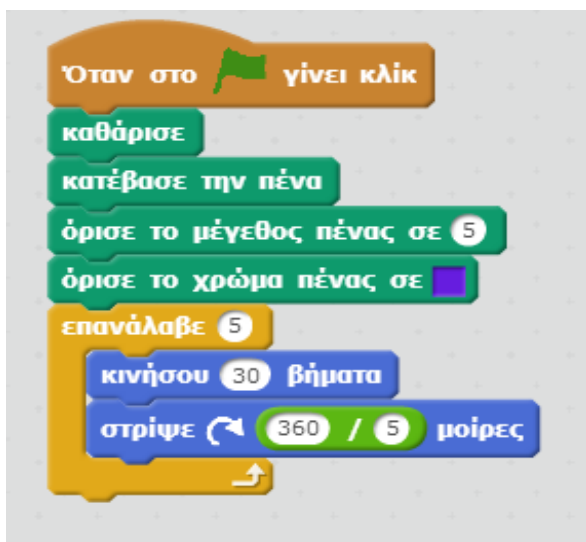 Όταν στο γίνει κλίκ
καθάρισε
κατέβασε την πένα
όρισε το μέγεθος πένας σε 5
όρισε το χρώμα πένας σε
επανάλαβε 5
κινήσου 30 βήματα
στρίψε 360 / 5 μοίρες